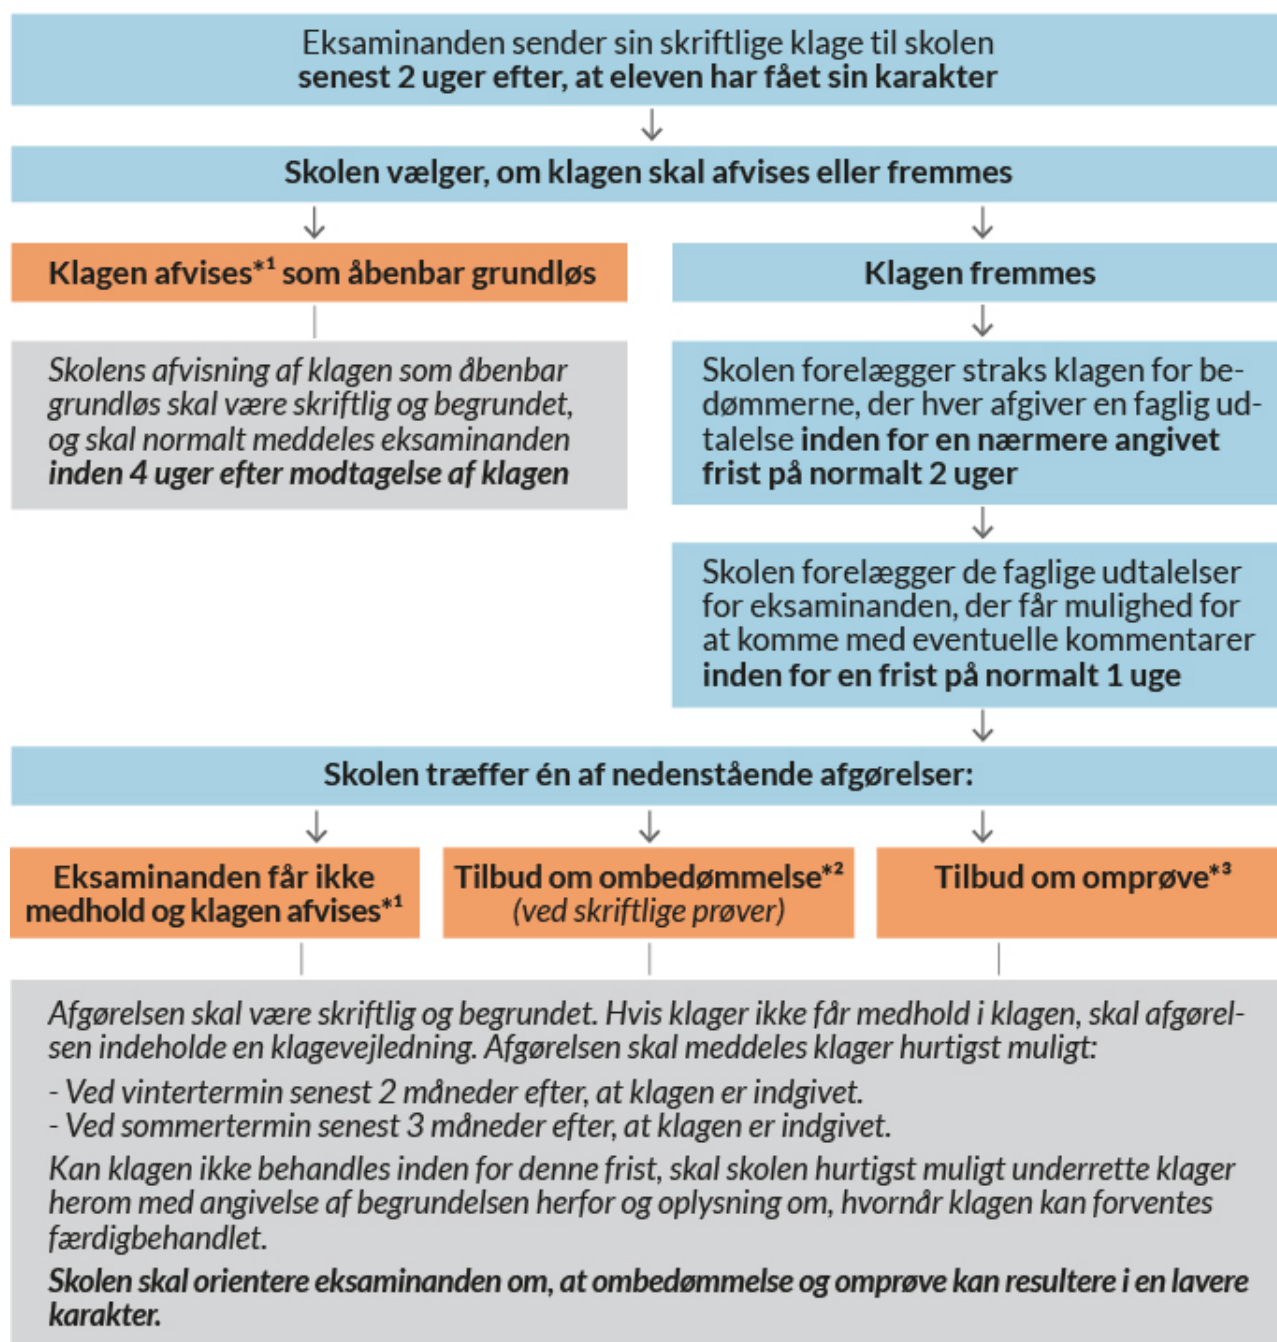 Eksaminanden sender sin skriftlige klage til skolen
senest 2 uger efter, at eleven har fået sin karakter
Skolen vælger, om klagen skal afvises eller fremmes
Klagen afvises*¹ som åbenbar grundløs
Klagen fremmes
Skolens afvisning af klagen som åbenbar
grundløs skal være skriftlig og begrundet,
og skal normalt meddeles eksaminanden
inden 4 uger efter modtagelse af klagen
Skolen forelægger straks klagen for be-
dømmerne, der hver afgiver en faglig ud-
talelse inden for en nærmere angivet
frist på normalt 2 uger
Skolen forelægger de faglige udtalelser
for eksaminanden, der får mulighed for
at komme med eventuelle kommentarer
inden for en frist på normalt 1 uge
Skolen træffer én af nedenstående afgørelser:
Eksaminanden får ikke
medhold og klagen afvises*¹
Tilbud om ombedømmelse*²
(ved skriftlige prøver)
Tilbud om omprøve*³
Afgørelsen skal være skriftlig og begrundet. Hvis klager ikke får medhold i klagen, skal afgørel-
sen indeholde en klagevejledning. Afgørelsen skal meddeles klager hurtigst muligt:
- Ved vintertermin senest 2 måneder efter, at klagen er indgivet.
- Ved sommertermin senest 3 måneder efter, at klagen er indgivet.
Kan klagen ikke behandles inden for denne frist, skal skolen hurtigst muligt underrette klager
herom med angivelse af begrundelsen herfor og oplysning om, hvornår klagen kan forventes
færdigbehandlet.
Skolen skal orientere eksaminanden om, at ombedømmelse og omprøve kan resultere i en lavere
karakter.